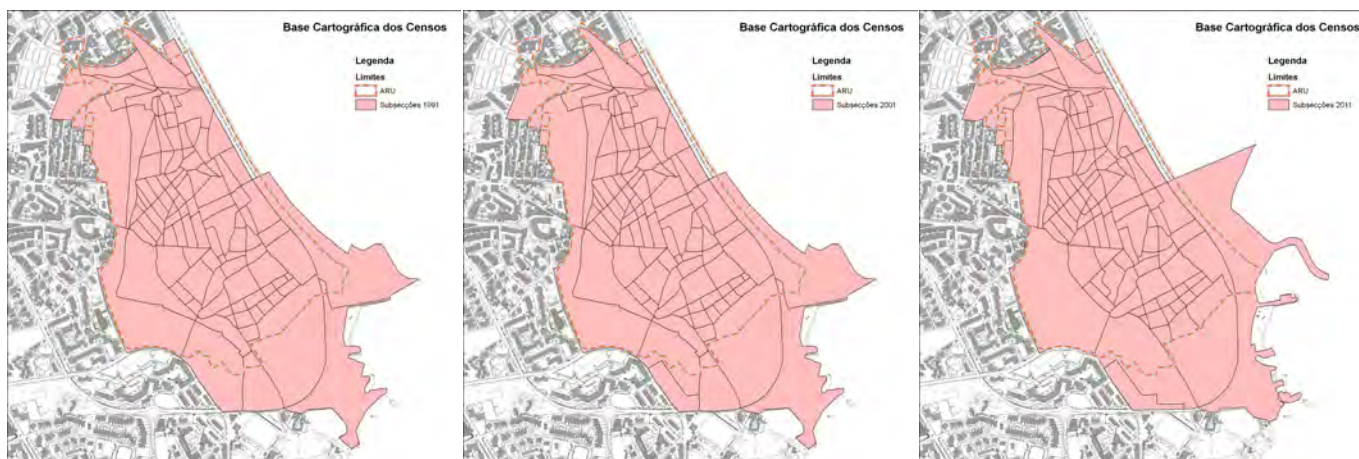 Base Cartográfica dos Censos
Legenda
Limites
ARU
Subsecções 1991
Base Cartográfica dos Censos
Legenda
Limites
ARU
Subsecções 2001
Base Cartográfica dos Censos
Legenda
Limites
ARU
Subsecções 2011